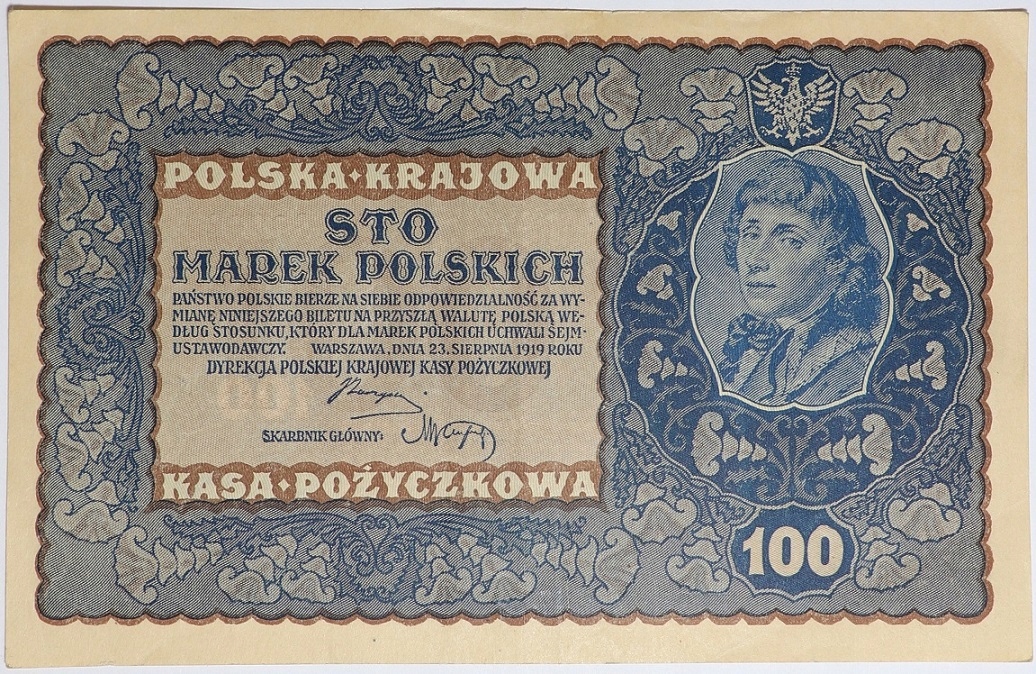 POLSKA·KRAJOWA
STO
MAREK POLSKICH
PAŃSTWO POLSKIE BIERZE NA SIEBIE ODPOWIEDZIALNOŚĆ ZA WY-
MIANĘ NINIEJSZEGO BILETU NA PRZYSZŁĄ WALUTĘ POLSKĄ WE-
DŁUG STOSUNKU, KTÓRY DLA MAREK POLSKICH UCHWALI SEJM-
USTAWODAWCZY. WARSZAWA, DNIA 23. SIERPNIA 1919 ROKU
DYREKCJA POLSKIEJ KRAJOWEJ KASY POŻYCZKOWEJ
SKARBNIK GŁÓWNY:
KASA·POŻYCZKOWA
100